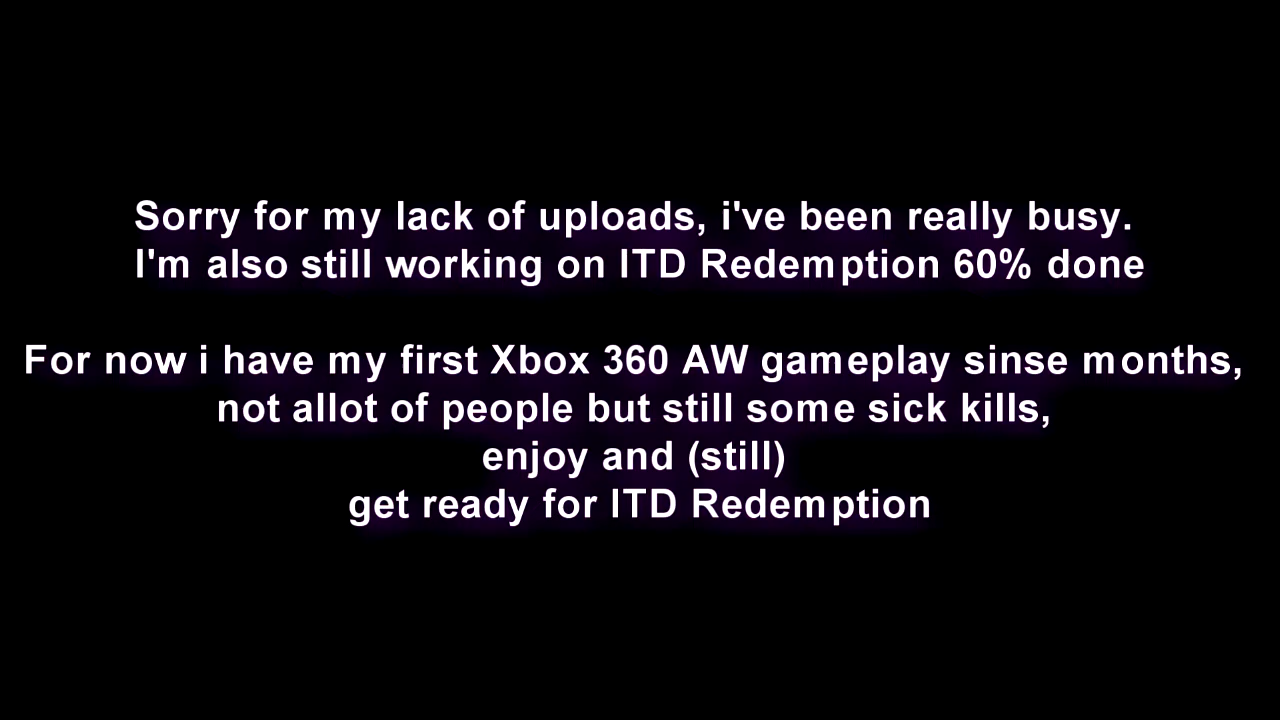 Sorry for my lack of uploads, i've been really busy.
I'm also still working on ITD Redemption 60% done
For now i have my first Xbox 360 AW gameplay sinse months,
not allot of people but still some sick kills,
enjoy and (still)
get ready for ITD Redemption